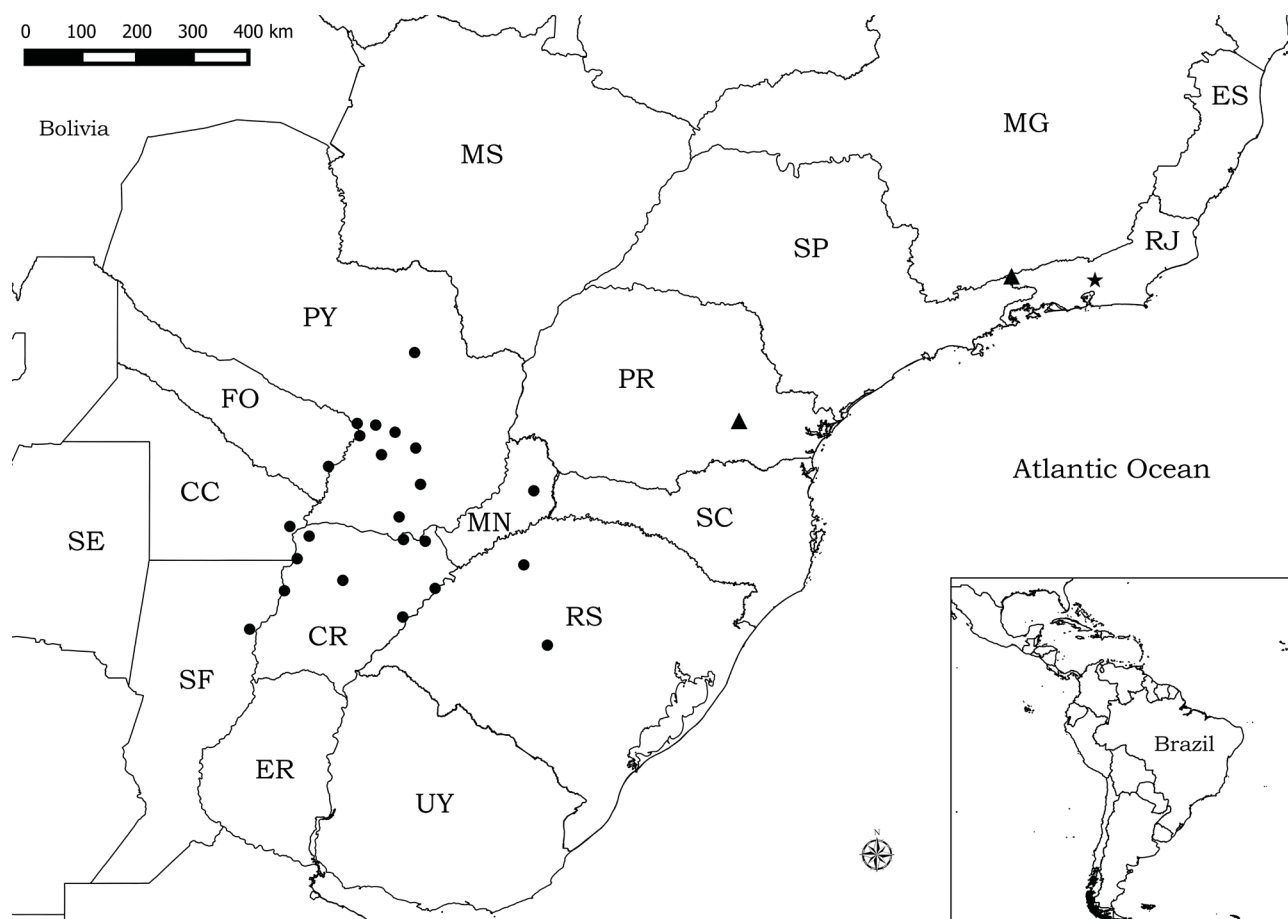 0 100 200 300 400 km
ES
Bolivia
MG
MS
RJ
SP
PY
PR
FO
Atlantic Ocean
CC
MN
SC
SE
RS
CR
SF
Brazil
ER
UY
N